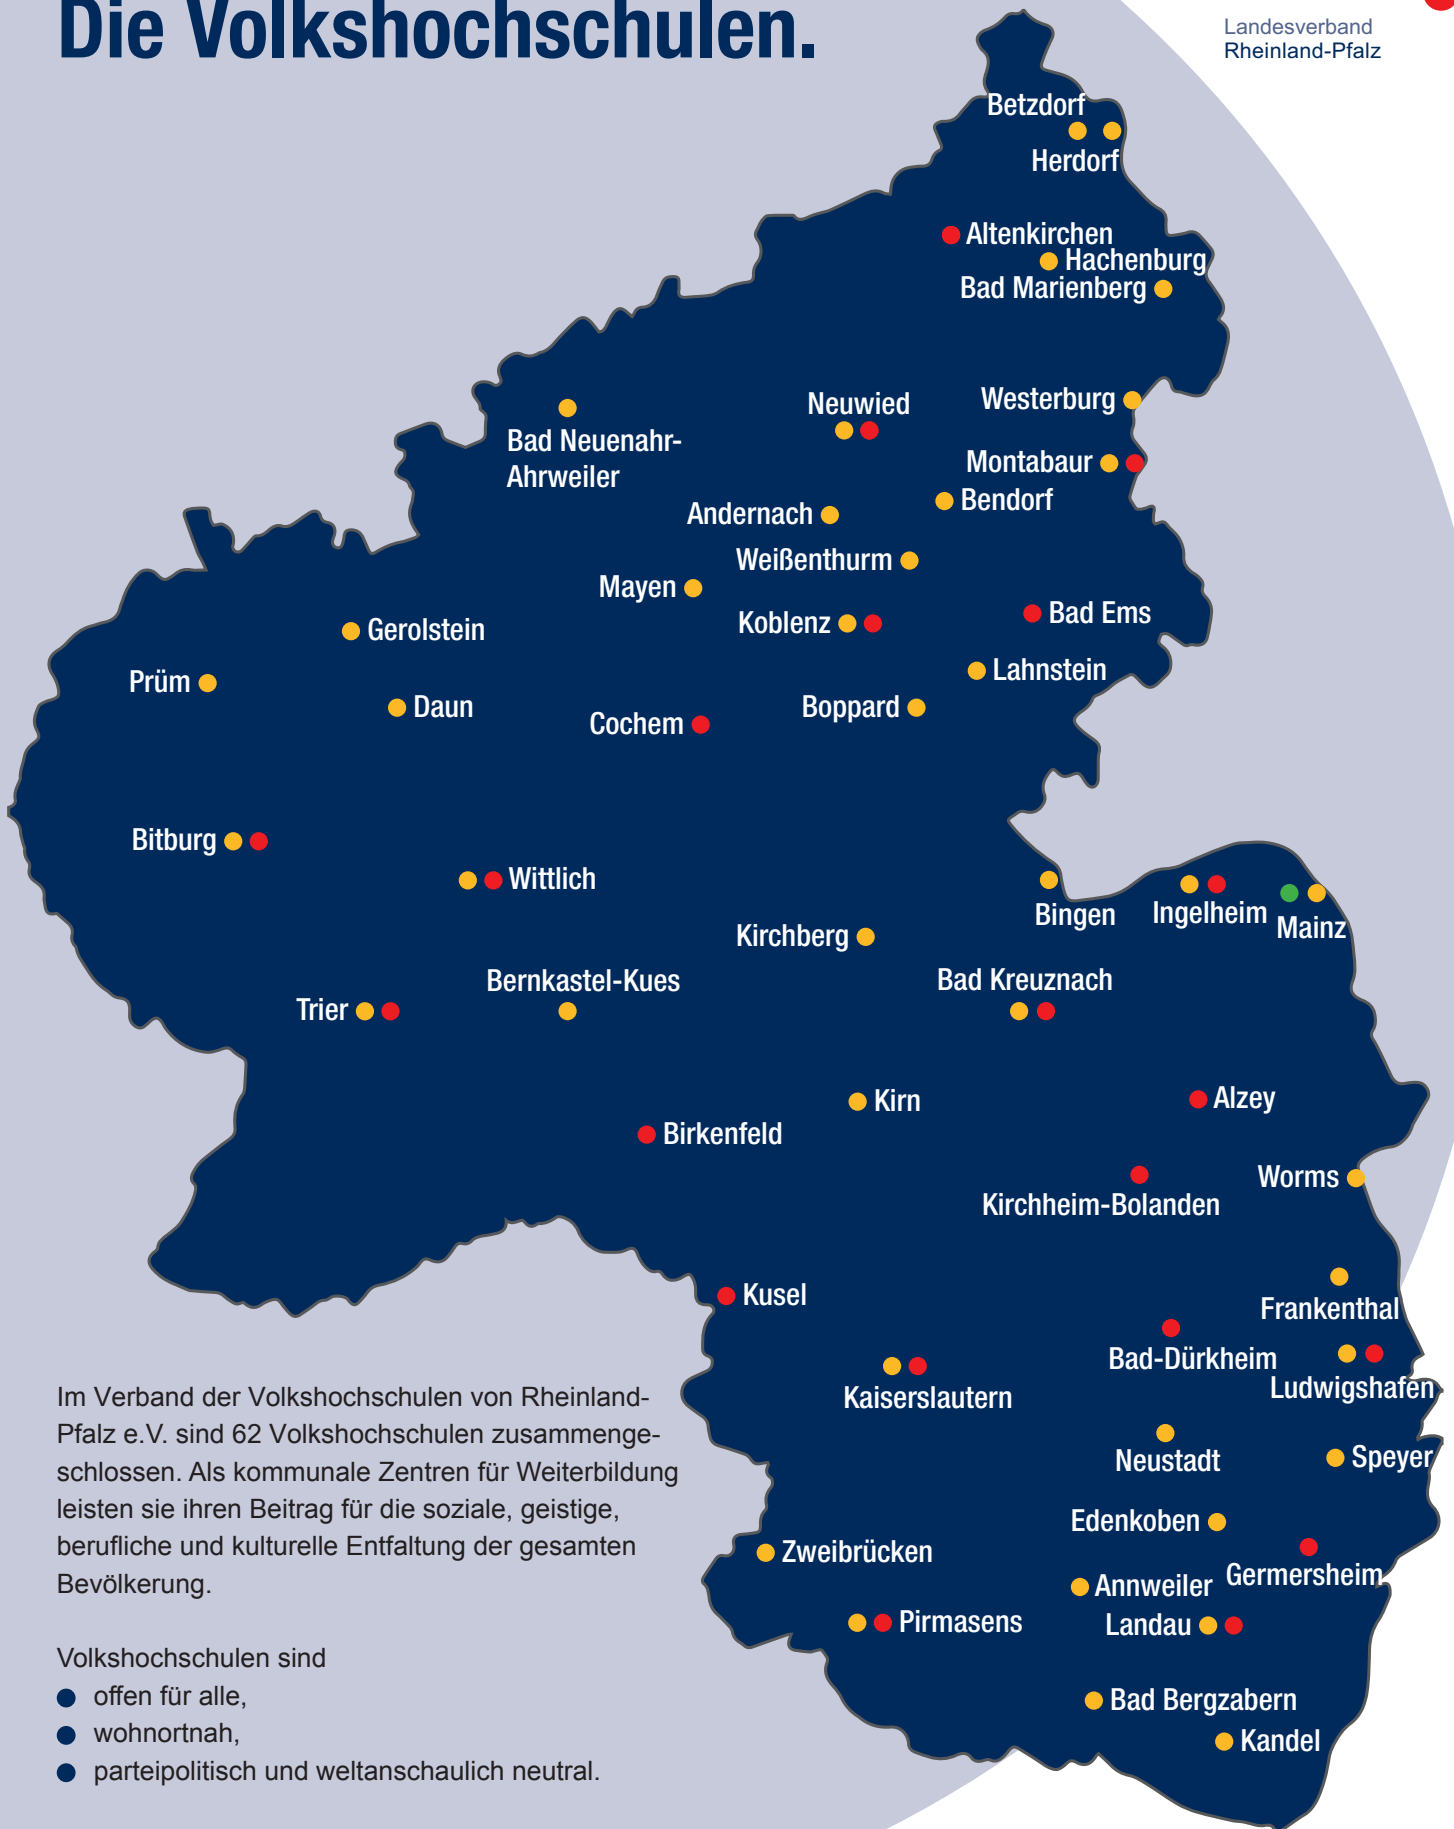 Die Volkshochschulen.
Landesverband
Rheinland-Pfalz
Betzdorf
Herdorf
Altenkirchen
Hachenburg
Bad Marienberg
Westerburg
Neuwied
Bad Neuenahr-
Ahrweiler
Montabaur
Bendorf
Andernach
Weißenthurm
Mayen
Bad Ems
Koblenz
Gerolstein
Lahnstein
Prüm
Daun
Boppard
Cochem
Bitburg
Wittlich
Bingen
Ingelheim
Mainz
Kirchberg
Bernkastel-Kues
Bad Kreuznach
Trier
Kirn
Alzey
Birkenfeld
Worms
Kirchheim-Bolanden
Kusel
Frankenthal
Bad-Dürkheim
Ludwigshafen
Kaiserslautern
Neustadt
Speyer
Edenkoben
Zweibrücken
Germersheim
Annweiler
Pirmasens
Landau
Bad Bergzabern
Kandel
Im Verband der Volkshochschulen von Rheinland-
Pfalz e.V. sind 62 Volkshochschulen zusammenge-
schlossen. Als kommunale Zentren für Weiterbildung
leisten sie ihren Beitrag für die soziale, geistige,
berufliche und kulturelle Entfaltung der gesamten
Bevölkerung.
Volkshochschulen sind
● offen für alle,
● wohnortnah,
● parteipolitisch und weltanschaulich neutral.